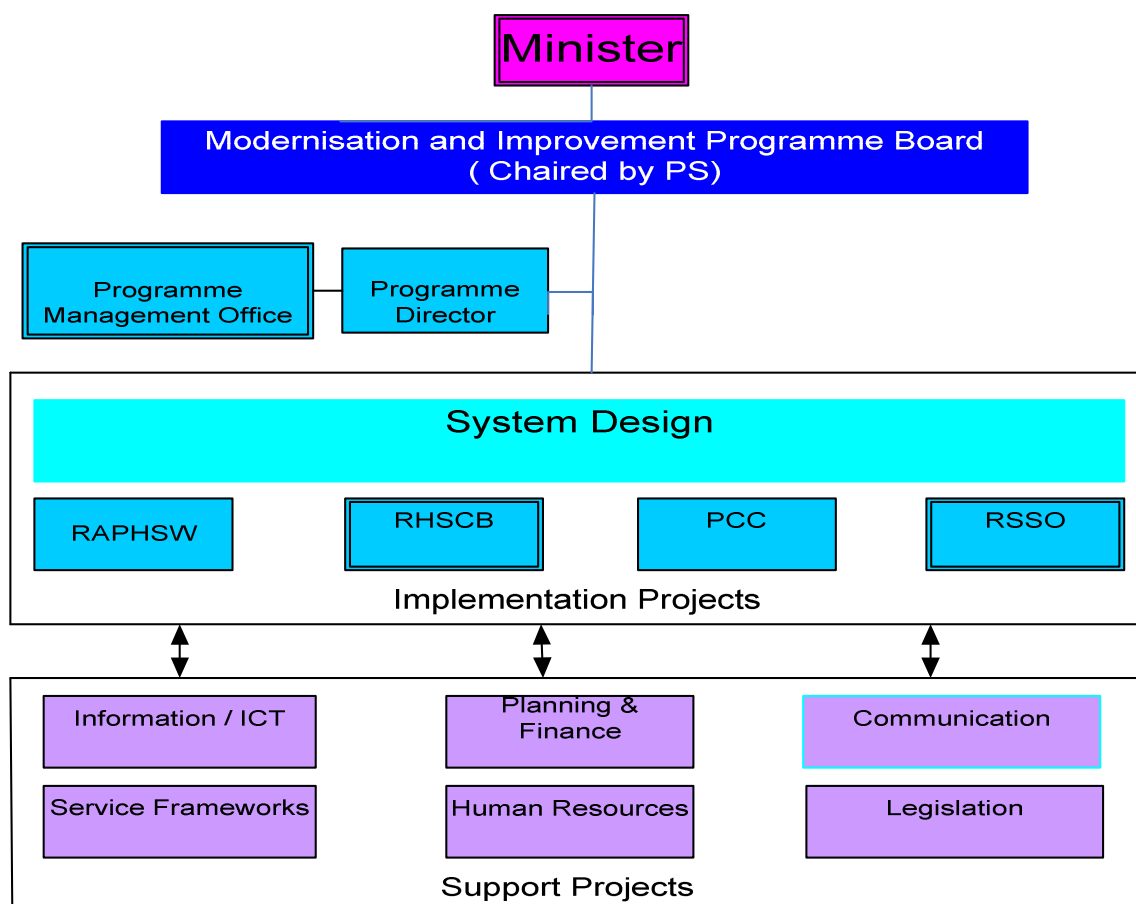 Minister
Modernisation and Improvement Programme Board
( Chaired by PS)
Programme
Management Office
Programme
Director
System Design
RAPHSW
RHSCB
PCC
RSSO
Implementation Projects
Information / ICT
Planning &
Finance
Communication
Service Frameworks
Human Resources
Legislation
Support Projects